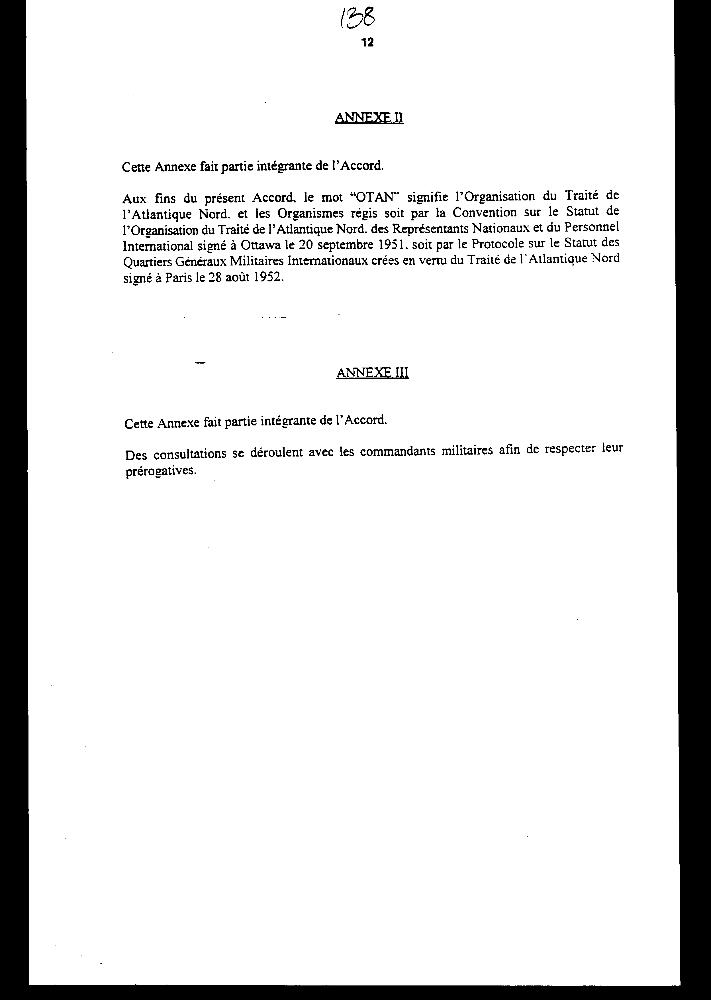 138
12
ANNEXE II
Cette Annexe fait partie intégrante de l'Accord.
Aux fins du présent Accord, le mot “OTAN” signifie l'Organisation du Traité de
l'Atlantique Nord. et les Organismes régis soit par la Convention sur le Statut de
l'Organisation du Traité de l'Atlantique Nord. des Représentants Nationaux et du Personnel
International signé à Ottawa le 20 septembre 1951. soit par le Protocole sur le Statut des
Quartiers Généraux Militaires Internationaux crées en vertu du Traité de l'Atlantique Nord
signé à Paris le 28 août 1952.
ANNEXE III
Cette Annexe fait partie intégrante de l'Accord.
Des consultations se déroulent avec les commandants militaires afin de respecter leur
prérogatives.